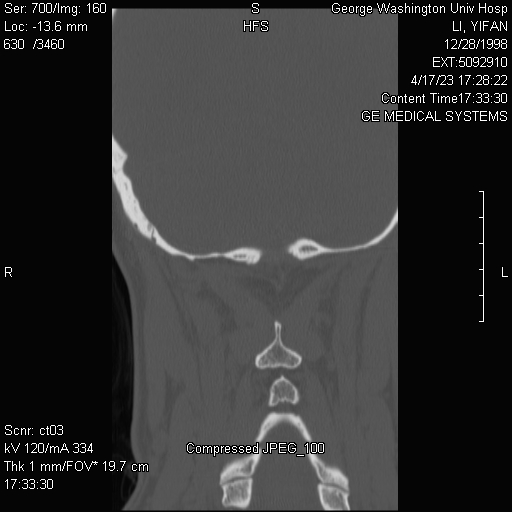 Ser: 700/Img: 160
Loc: -13.6 mm
630 /3460
S
HFS
George Washington Univ Hosp
LI, YIFAN
12/28/1998
EXT:5092910
4/17/23 17:28:22
Content Time17:33:30
GE MEDICAL SYSTEMS
R
L
Scnr: ct03
kV 120/mA 334
Thk 1 mm/FOV* 19.7 cm
17:33:30
Compressed JPEG_100